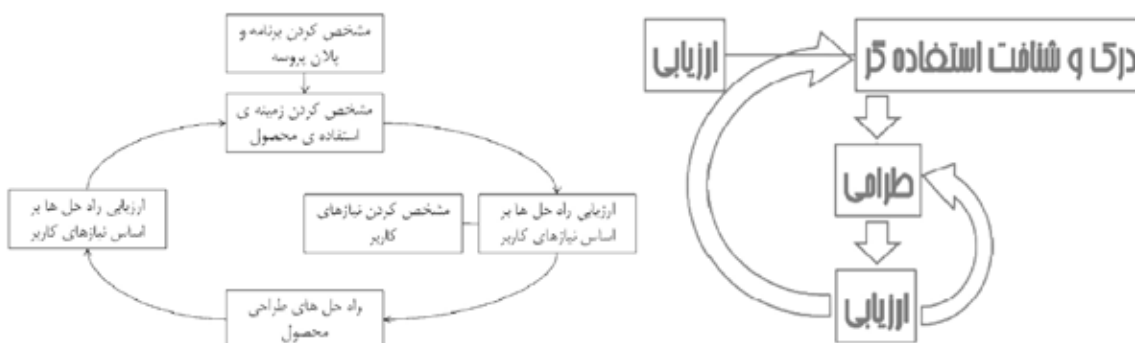 مشخص کردن برنامه و
پلان پروسه
مشخص کردن زمینه ی
استفاده ی محصول
ارزیابی راه حل ها بر
اساس نیازهای کاربر
مشخص کردن نیازهای
کاربر
ارزیابی راه حل ها بر
اساس نیازهای کاربر
راه حل های طراحی
محصول
ارزیابی
درک و شناخت استفاده گر
طراحی
ارزیابی